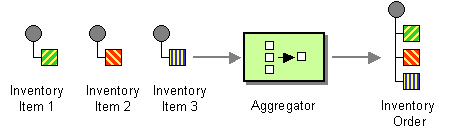 Inventory
Item 1
Inventory
Item 2
Inventory
Item 3
Aggregator
Inventory
Order